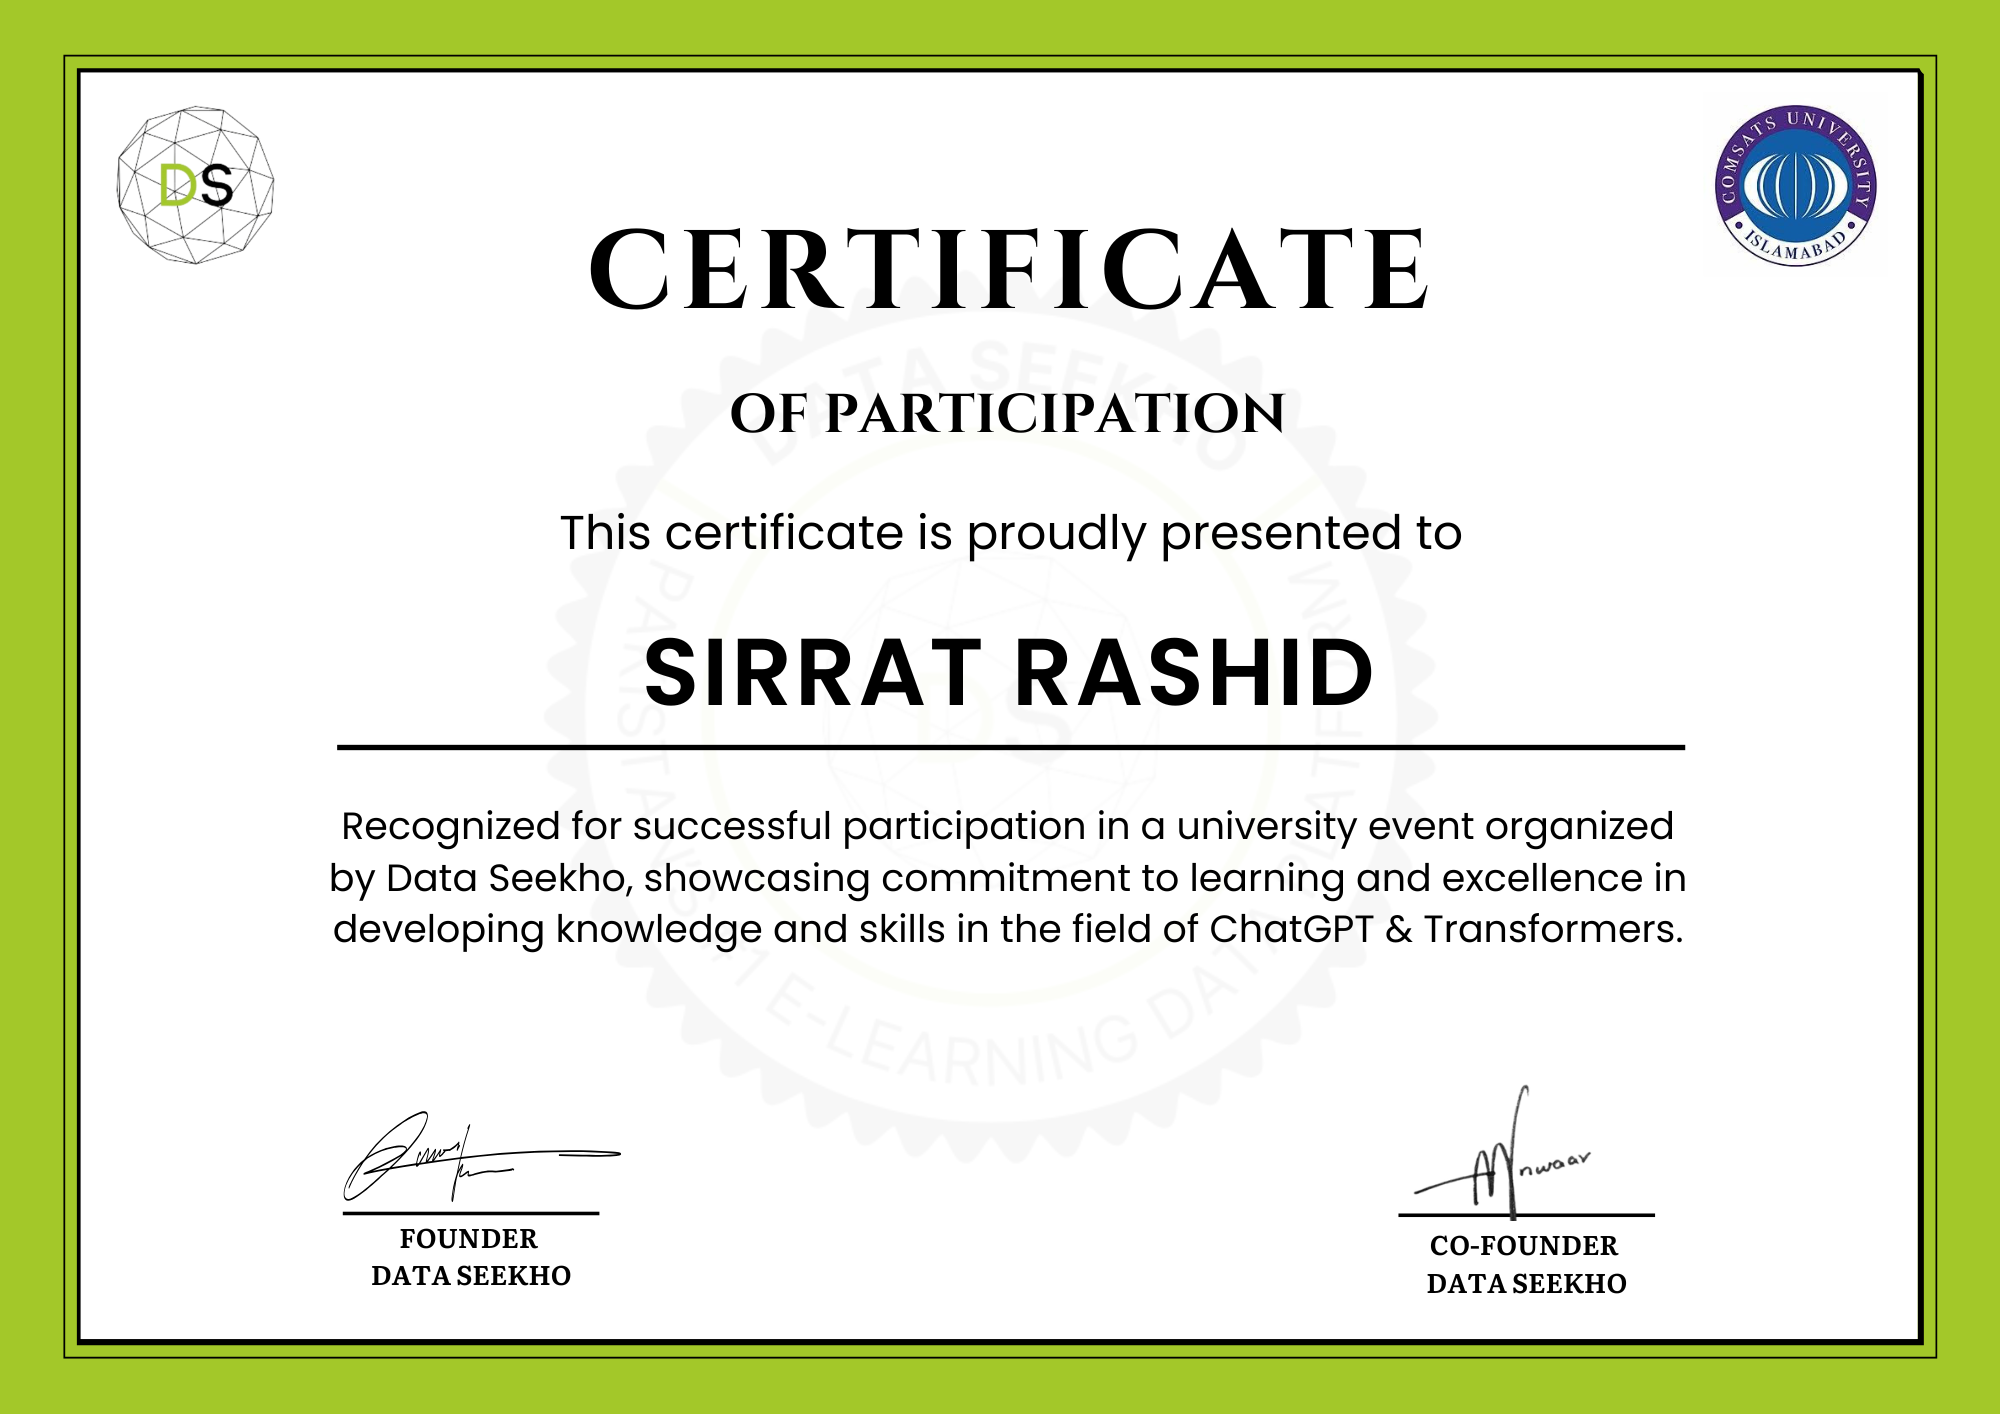 DS
COMSATS UNIVERSITY
ISLAMABAD
CERTIFICATE
OF PARTICIPATION
DATA SEEKHO
This certificate is proudly presented to
SIRRAT RASHID
DS
PAKISTAN'S #1 E-LEARNING DATA PLATFORM
Recognized for successful participation in a university event organized
by Data Seekho, showcasing commitment to learning and excellence in
developing knowledge and skills in the field of ChatGPT & Transformers.
FOUNDER
DATA SEEKHO
CO-FOUNDER
DATA SEEKHO